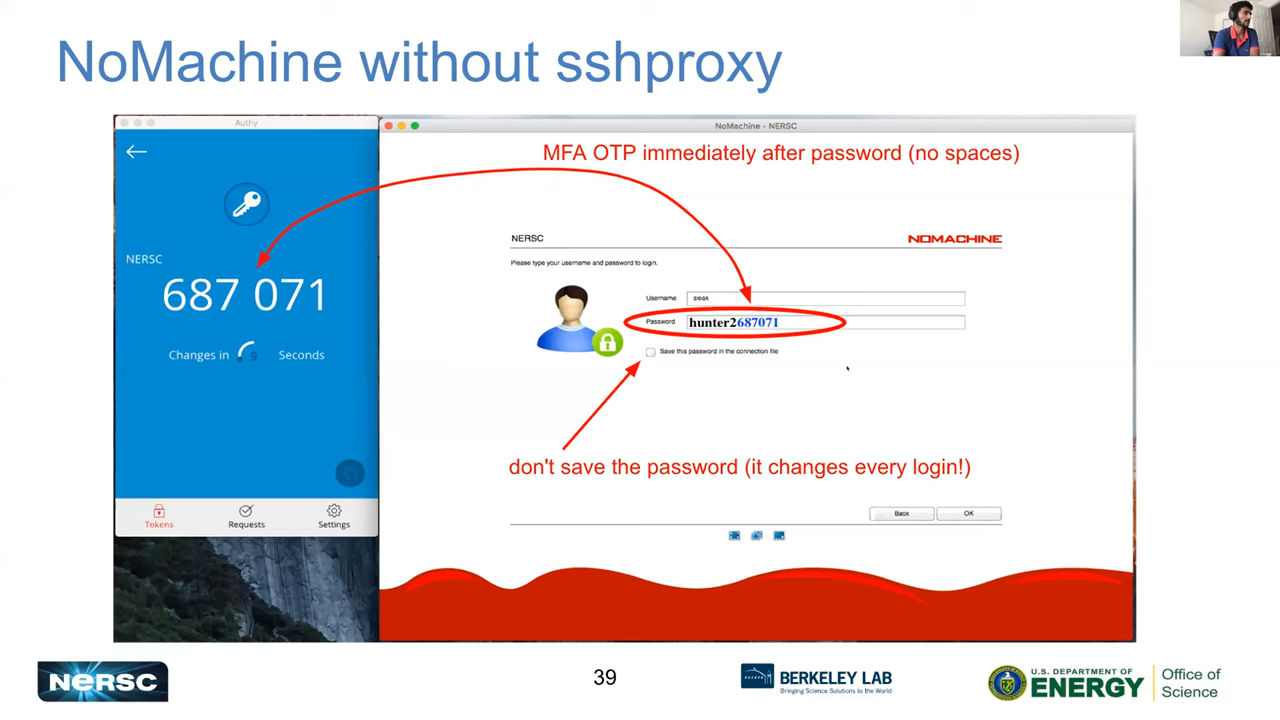 NoMachine without sshproxy
Authy
NERSC
687 071
Changes in 9 Seconds
Tokens
Requests
Settings
NoMachine - NERSC
MFA OTP immediately after password (no spaces)
NERSC
NOMACHINE
Please type your username and password to login.
Username
sleak
Password
hunter2687071
Save this password in the connection file
don't save the password (it changes every login!)
Back
OK
NERSC
39
BERKELEY LAB
Bringing Science Solutions to the World
U.S. DEPARTMENT OF
ENERGY
Office of
Science